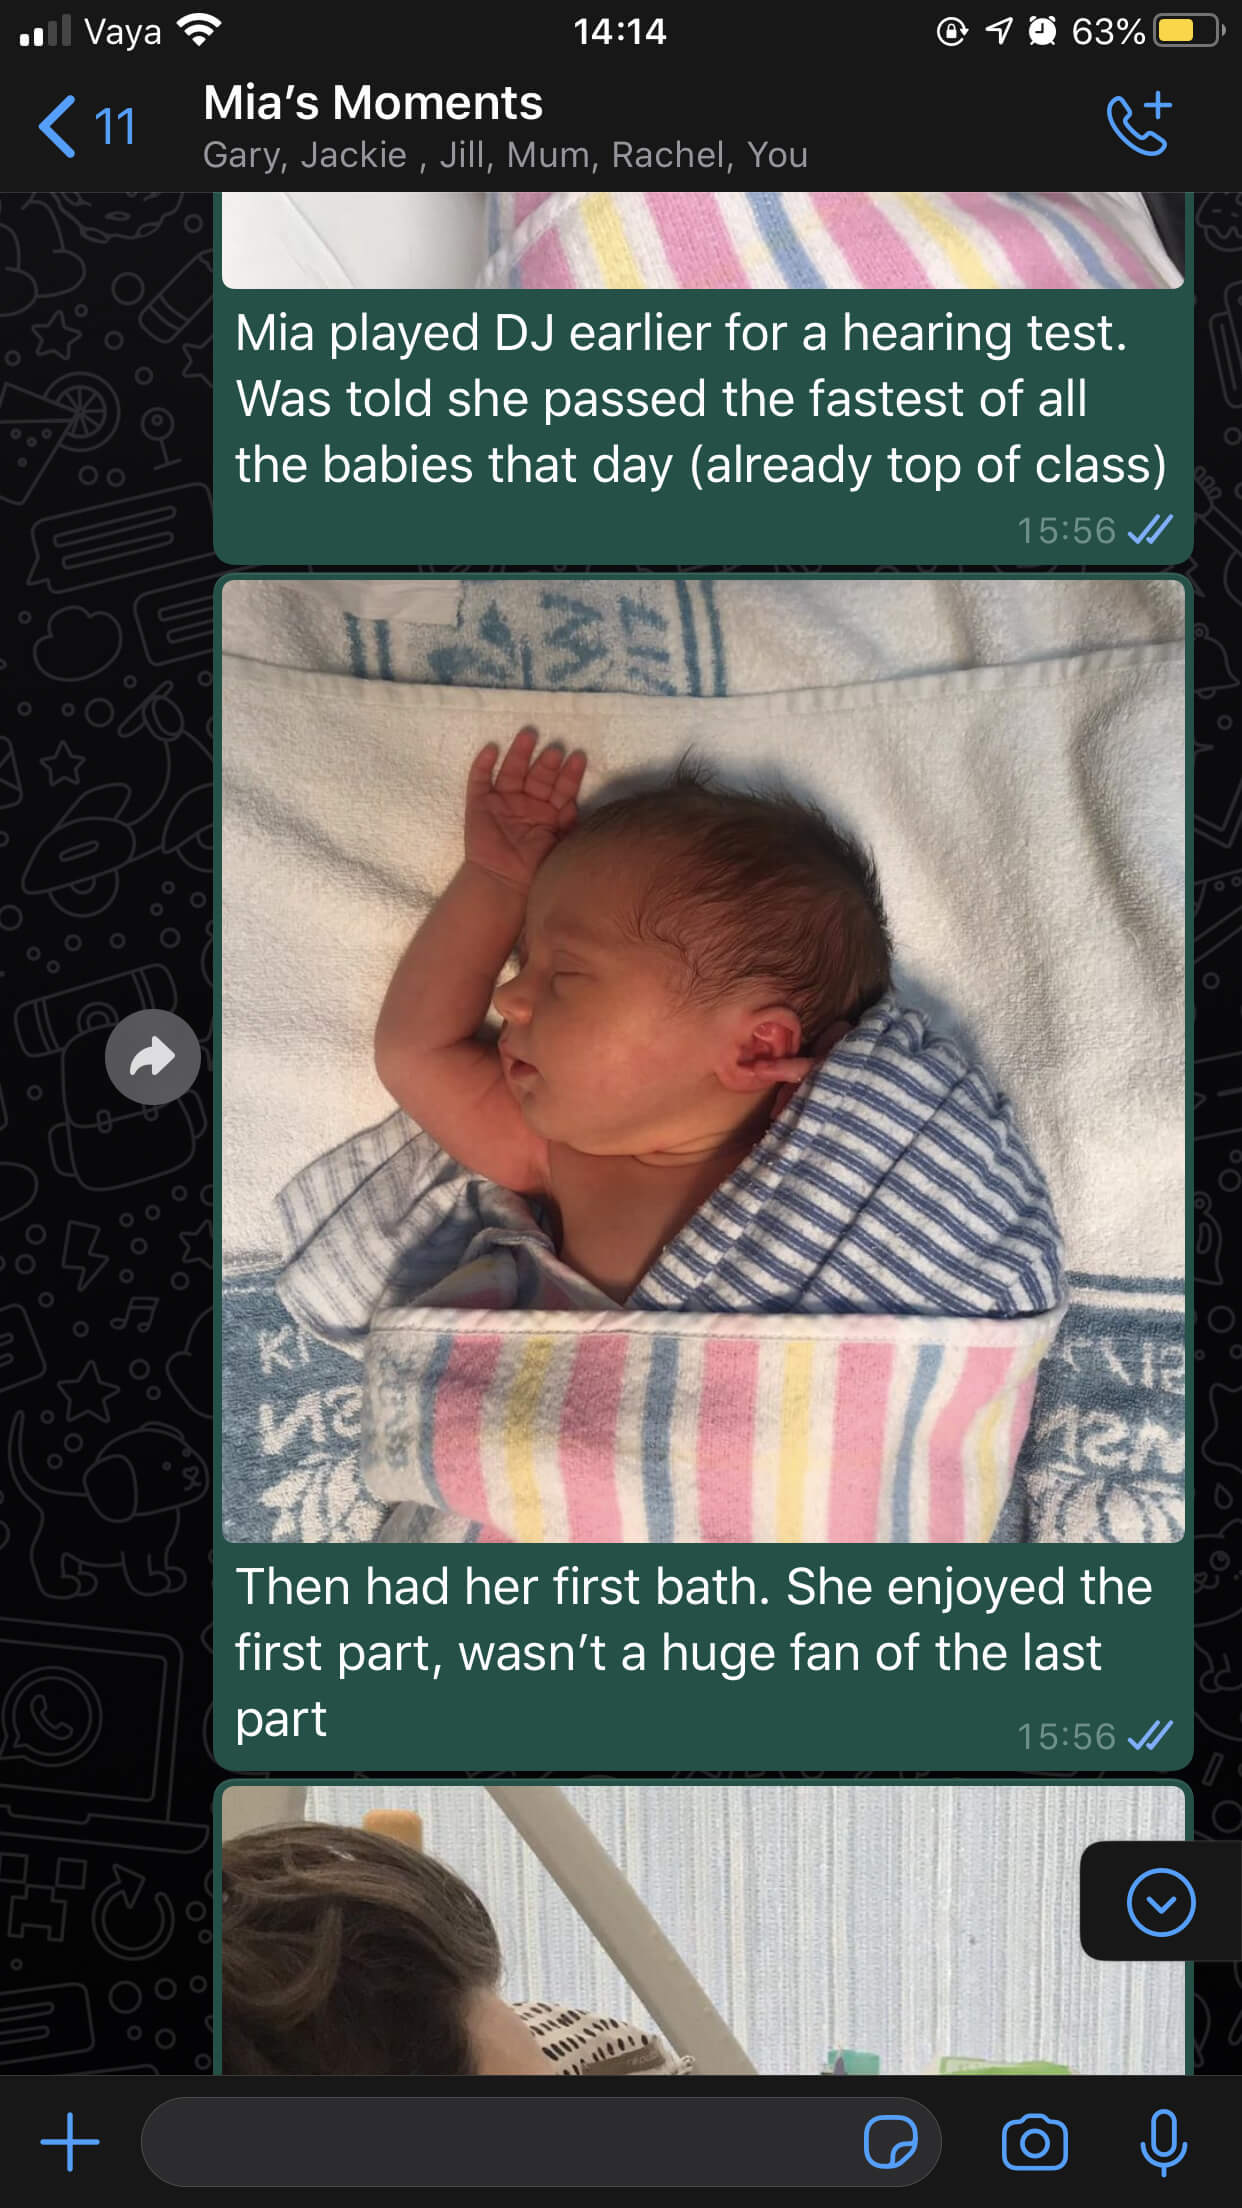 Vaya 14:14 63%
11 Mia's Moments
Gary, Jackie , Jill, Mum, Rachel, You
Mia played DJ earlier for a hearing test.
Was told she passed the fastest of all
the babies that day (already top of class)
15:56
Then had her first bath. She enjoyed the
first part, wasn't a huge fan of the last
part
15:56